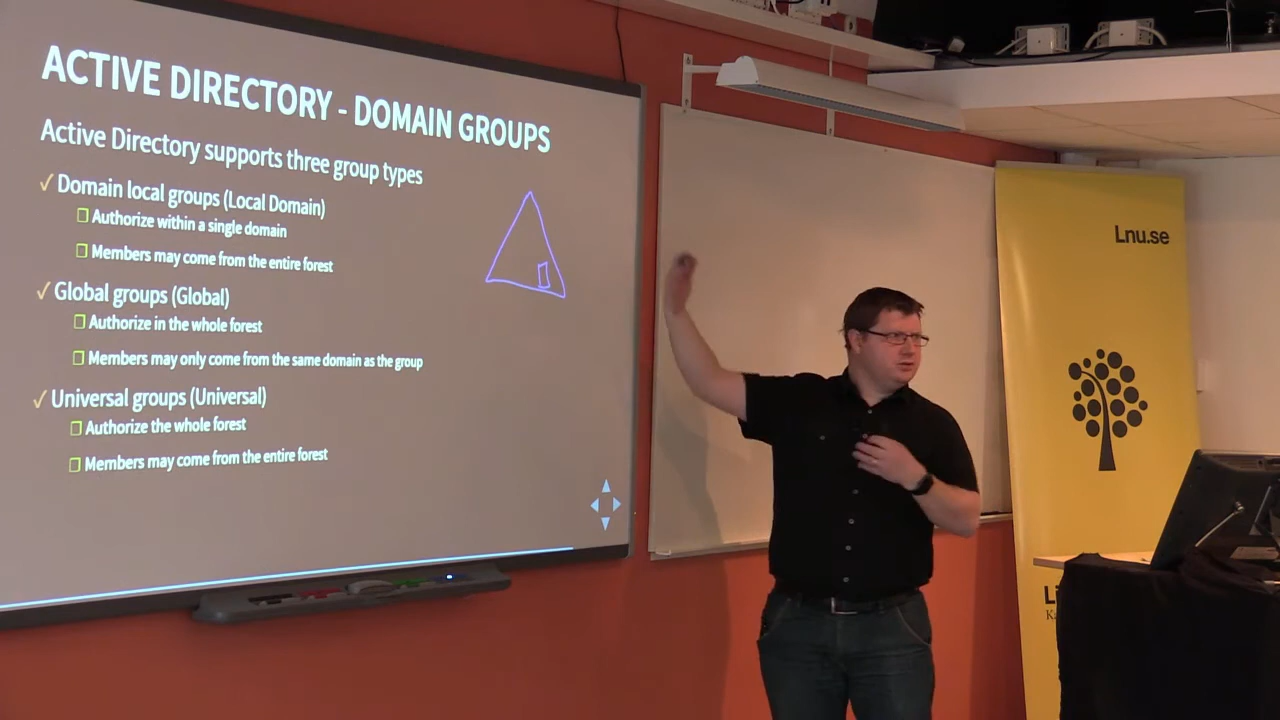 ACTIVE DIRECTORY - DOMAIN GROUPS
Active Directory supports three group types
✓ Domain local groups (Local Domain)
Authorize within a single domain
Members may come from the entire forest
✓ Global groups (Global)
Authorize in the whole forest
Members may only come from the same domain as the group
✓ Universal groups (Universal)
Authorize the whole forest
Members may come from the entire forest
Lnu.se